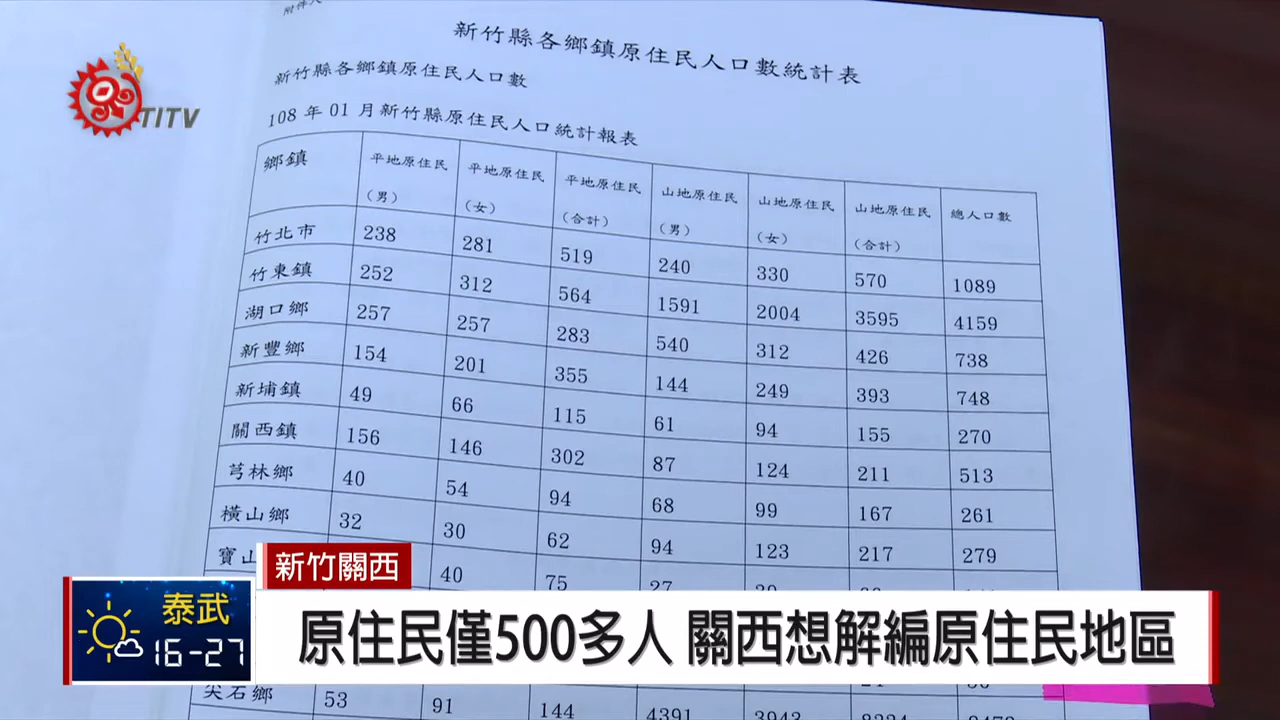 TITV
新竹縣各鄉鎮原住民人口數統計表
新竹縣各鄉鎮原住民人口數
108 年 01 月新竹縣原住民人口統計報表
鄉鎮 平地原住民(男) 平地原住民(女) 平地原住民(合計) 山地原住民(男) 山地原住民(女) 山地原住民(合計) 總人口數
竹北市 238 281 519 240 330 570 1089
竹東鎮 252 312 564 1591 2004 3595 4159
湖口鄉 257 257 283 540 312 426 738
新豐鄉 154 201 355 144 249 393 748
新埔鎮 49 66 115 61 94 155 270
關西鎮 156 146 302 87 124 211 513
芎林鄉 40 54 94 68 99 167 261
橫山鄉 32 30 62 94 123 217 279
寶山 40 75 27
尖石鄉 53 91 144 4391 3943
新竹關西
泰武
16-27
原住民僅500多人 關西想解編原住民地區